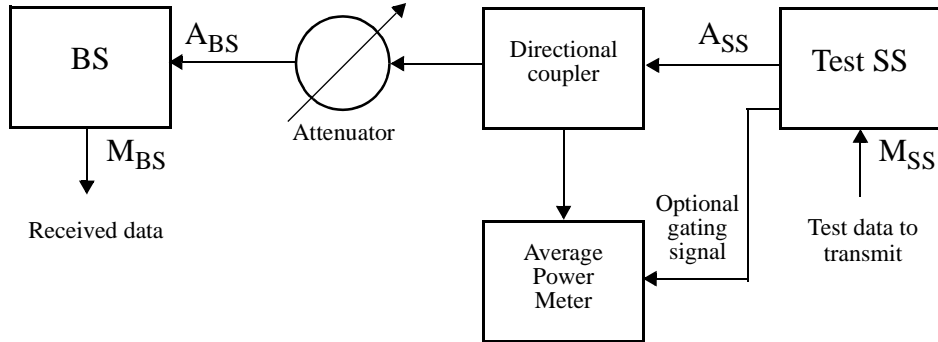 BS
A_BS
Attenuator
Directional
coupler
A_SS
Test SS
M_BS
Received data
Average
Power
Meter
Optional
gating
signal
M_SS
Test data to
transmit